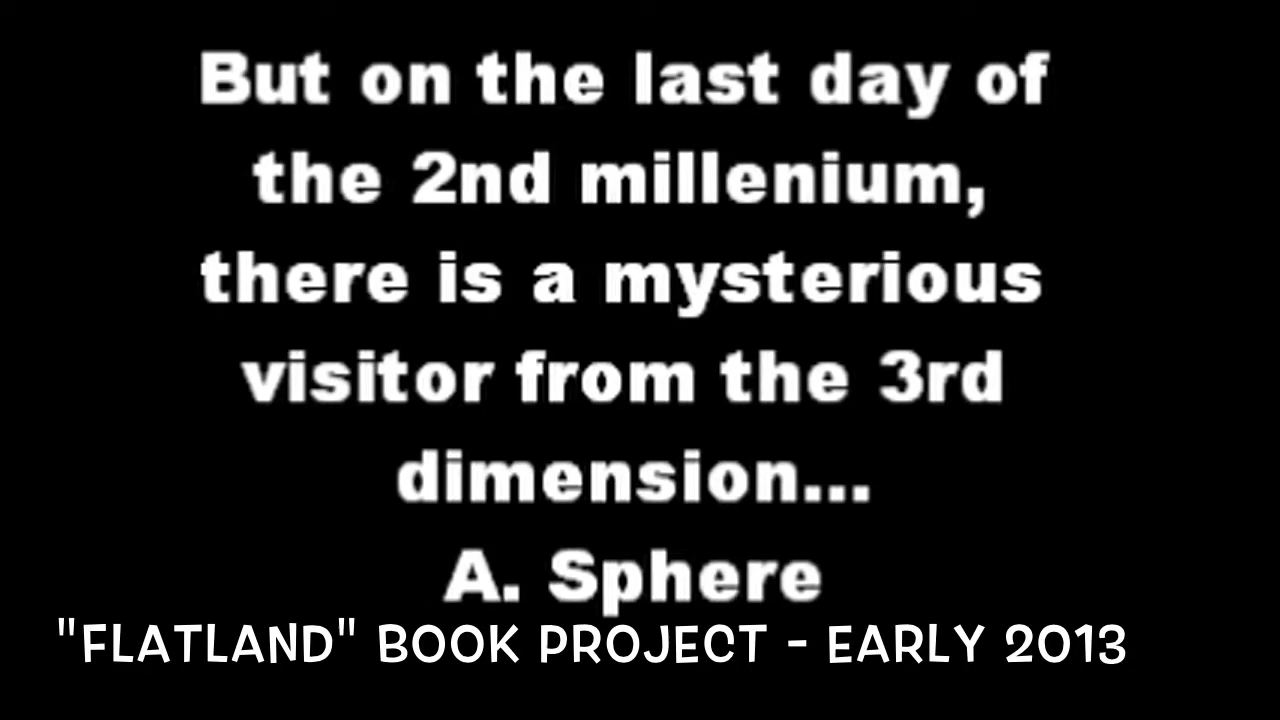 But on the last day of
the 2nd millenium,
there is a mysterious
visitor from the 3rd
dimension...
A. Sphere
"FLATLAND" BOOK PROJECT - EARLY 2013